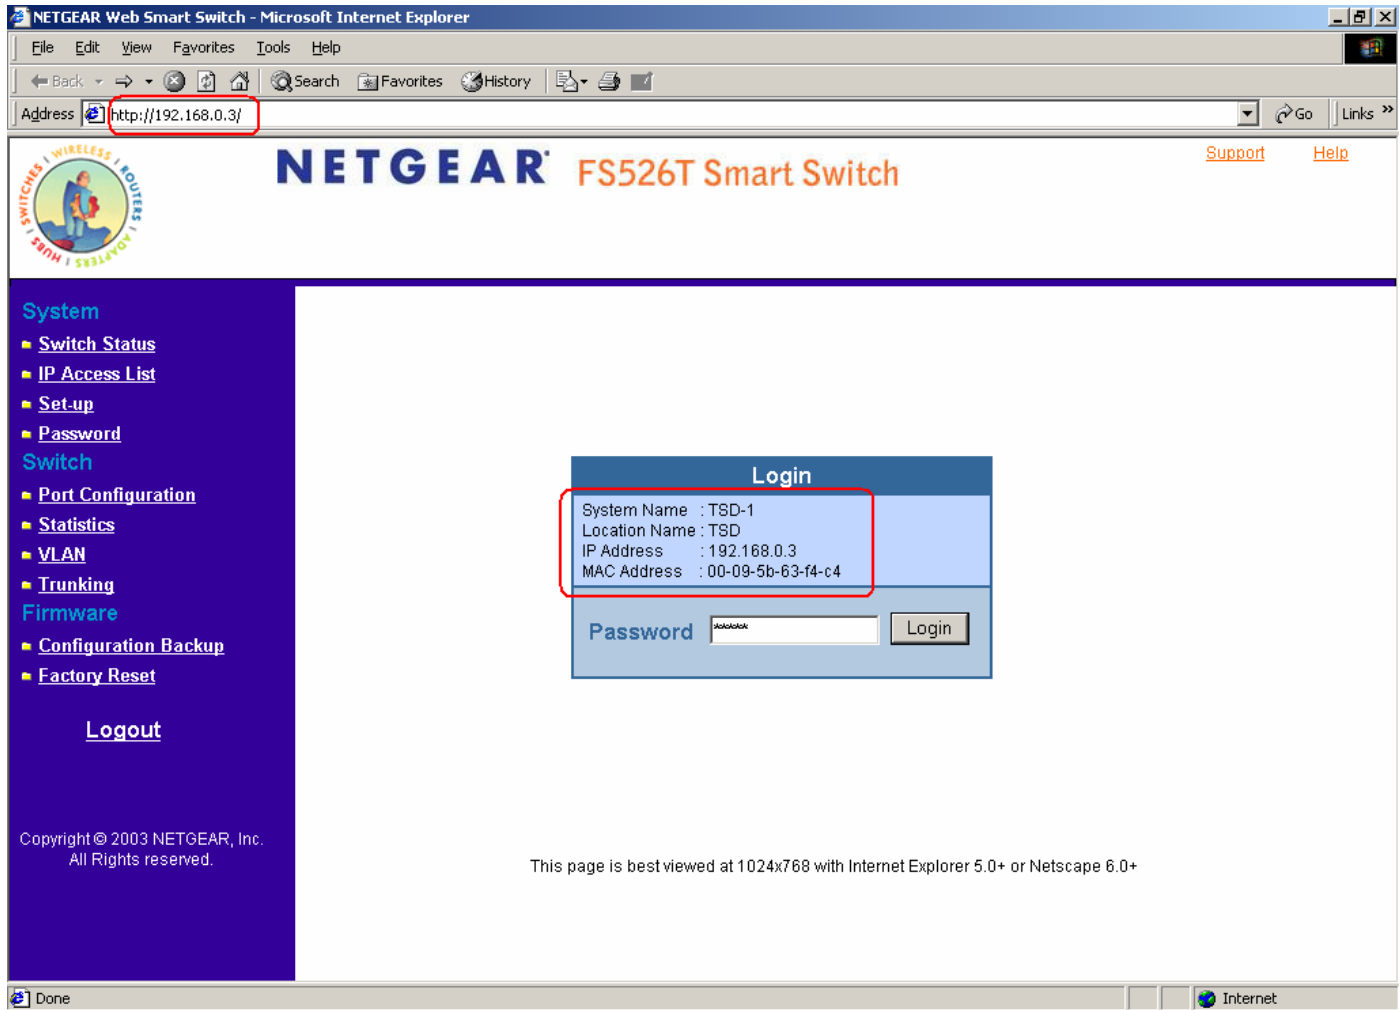 NETGEAR Web Smart Switch - Microsoft Internet Explorer
File Edit View Favorites Tools Help
Back Search Favorites History
Address http://192.168.0.3/ Go Links »
WIRELESS | ROUTERS | ADAPTERS | HUBS | SWITCHES |
NETGEAR FS526T Smart Switch
Support Help
System
Switch Status
IP Access List
Set-up
Password
Switch
Port Configuration
Statistics
VLAN
Trunking
Firmware
Configuration Backup
Factory Reset
Logout
Copyright © 2003 NETGEAR, Inc.
All Rights reserved.
Login
System Name : TSD-1
Location Name : TSD
IP Address : 192.168.0.3
MAC Address : 00-09-5b-63-f4-c4
Password ****** Login
This page is best viewed at 1024x768 with Internet Explorer 5.0+ or Netscape 6.0+
Done Internet